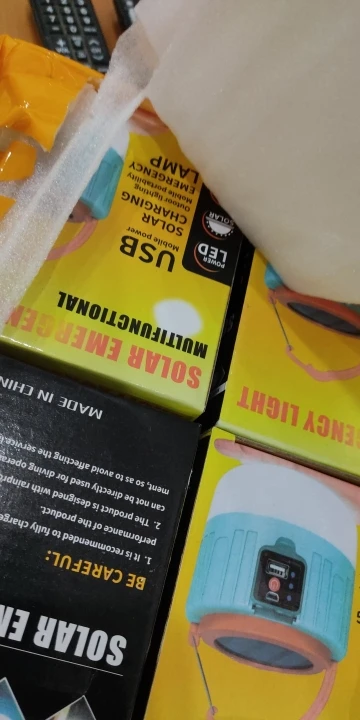 SOLAR EMERGEN
MULTIFUNCTIONAL
USB
Mobile power
SOLAR
CHARGING
Outdoor lighting
Mobile portability
EMERGENCY
LAMP
LED
POWER
SOLAR
ENCY LIGHT
SOLAR EM
BE CAREFUL:
1. It is recommended to fully charge
performance of the product.
2. The product is designed with rainpro
can not be directly used for diving opera
ment, so as to avoid affecting the service
MADE IN CHIN